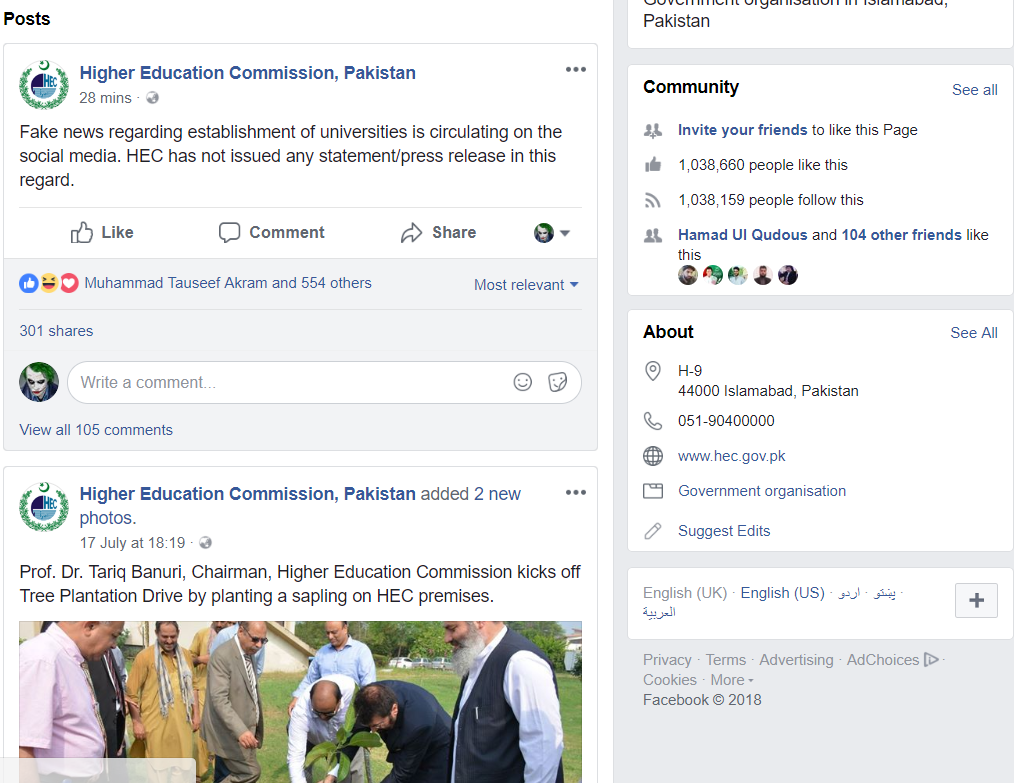 Posts
Higher Education Commission, Pakistan
28 mins ·
Fake news regarding establishment of universities is circulating on the
social media. HEC has not issued any statement/press release in this
regard.
Like Comment Share
Muhammad Tauseef Akram and 554 others
Most relevant
301 shares
Write a comment...
View all 105 comments
HEC
Higher Education Commission, Pakistan added 2 new
photos.
17 July at 18:19 ·
Prof. Dr. Tariq Banuri, Chairman, Higher Education Commission kicks off
Tree Plantation Drive by planting a sapling on HEC premises.
Government organisation in Islamabad,
Pakistan
Community
See all
Invite your friends to like this Page
1,038,660 people like this
1,038,159 people follow this
Hamad Ul Qudous and 104 other friends like
this
About
See All
H-9
44000 Islamabad, Pakistan
051-90400000
www.hec.gov.pk
Government organisation
Suggest Edits
English (UK) · English (US) · اردو · پښتو ·
العربية
Privacy · Terms · Advertising · AdChoices ·
Cookies · More
Facebook © 2018